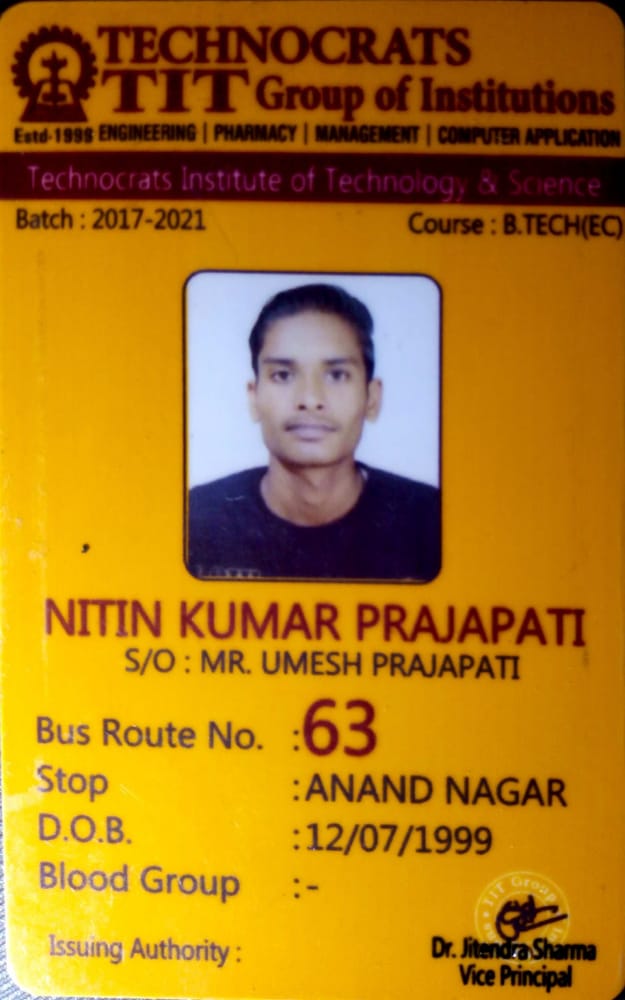 TECHNOCRATS
TIT Group of Institutions
Estd-1998 ENGINEERING | PHARMACY | MANAGEMENT | COMPUTER APPLICATION
Technocrats Institute of Technology & Science
Batch : 2017-2021 Course : B.TECH(EC)
NITIN KUMAR PRAJAPATI
S/O : MR. UMESH PRAJAPATI
Bus Route No. :63
Stop :ANAND NAGAR
D.O.B. :12/07/1999
Blood Group :-
TIT Group
Issuing Authority : Dr. Jitendra Sharma
Vice Principal